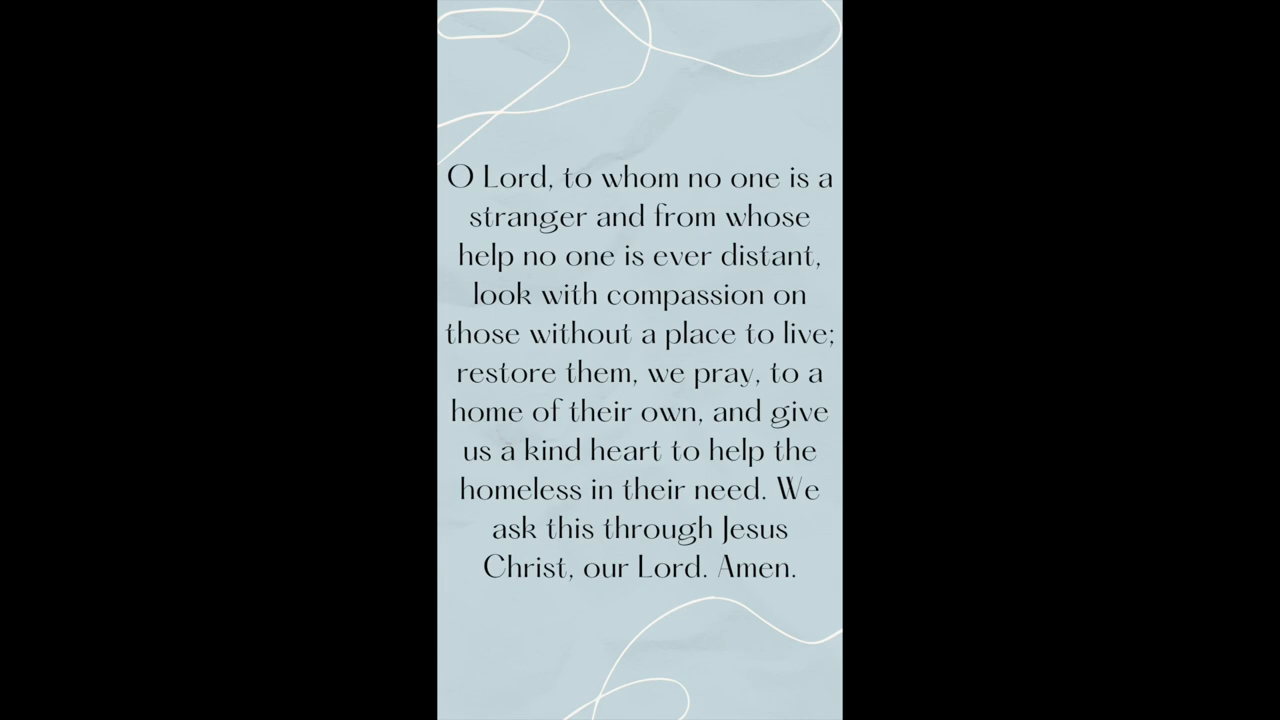 O Lord, to whom no one is a
stranger and from whose
help no one is ever distant,
look with compassion on
those without a place to live;
restore them, we pray, to a
home of their own, and give
us a kind heart to help the
homeless in their need. We
ask this through Jesus
Christ, our Lord. Amen.